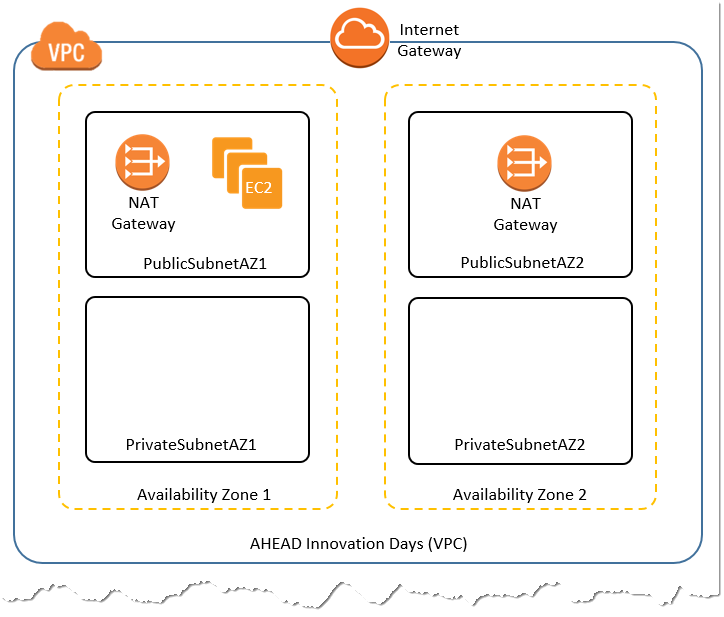 VPC
Internet
Gateway
NAT
Gateway
EC2
PublicSubnetAZ1
NAT
Gateway
PublicSubnetAZ2
PrivateSubnetAZ1
PrivateSubnetAZ2
Availability Zone 1
Availability Zone 2
AHEAD Innovation Days (VPC)